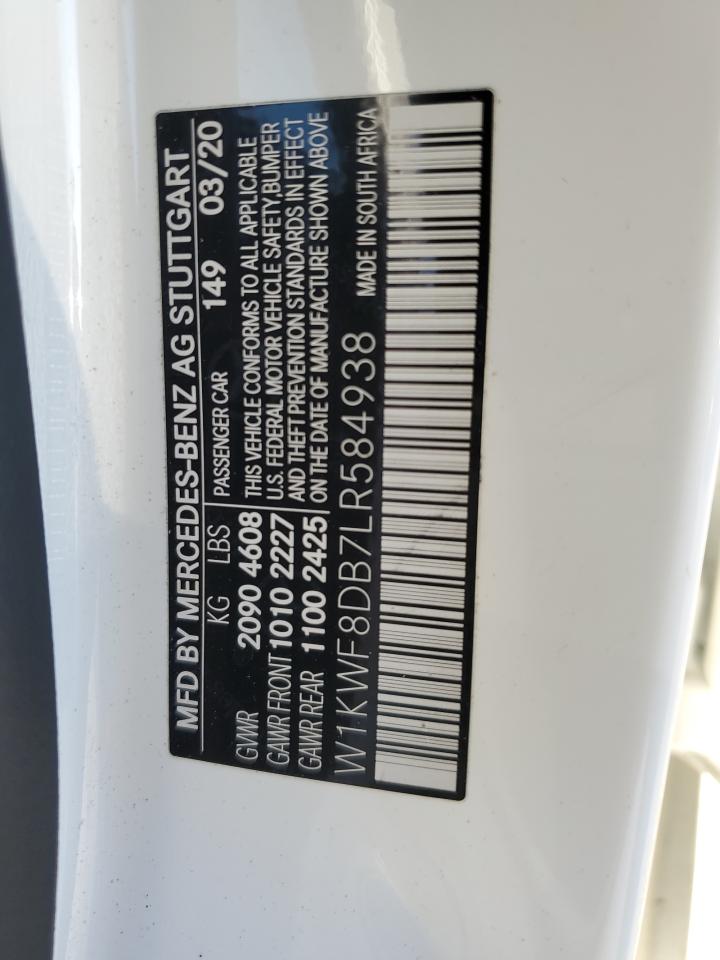 MFD BY MERCEDES-BENZ AG STUTTGART
KG LBS PASSENGER CAR 149 03/20
GVWR 2090 4608 THIS VEHICLE CONFORMS TO ALL APPLICABLE
GAWR FRONT 1010 2227 U.S. FEDERAL MOTOR VEHICLE SAFETY,BUMPER
GAWR REAR 1100 2425 AND THEFT PREVENTION STANDARDS IN EFFECT
ON THE DATE OF MANUFACTURE SHOWN ABOVE
W1KWF8DB7LR584938 MADE IN SOUTH AFRICA